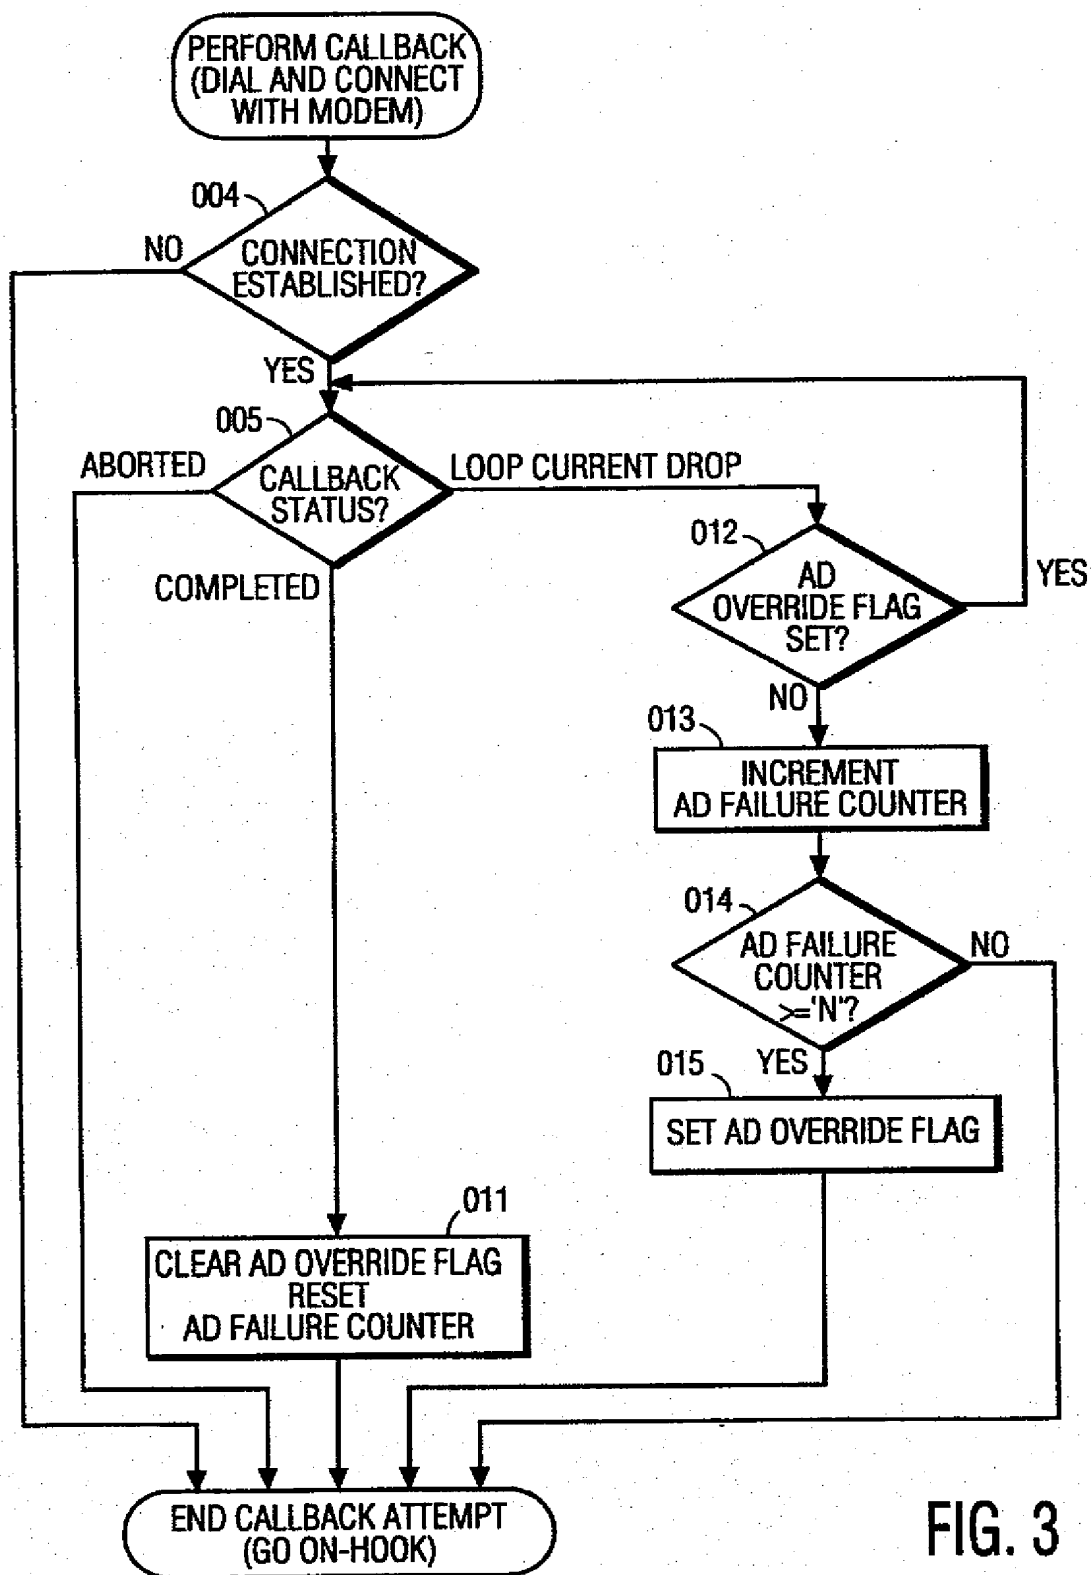 PERFORM CALLBACK
(DIAL AND CONNECT
WITH MODEM)
004
NO
CONNECTION
ESTABLISHED?
YES
005
ABORTED
CALLBACK
STATUS?
LOOP CURRENT DROP
COMPLETED
012
AD
OVERRIDE FLAG
SET?
YES
NO
013
INCREMENT
AD FAILURE COUNTER
014
AD FAILURE
COUNTER
>='N'?
NO
YES
015
SET AD OVERRIDE FLAG
011
CLEAR AD OVERRIDE FLAG
RESET
AD FAILURE COUNTER
END CALLBACK ATTEMPT
(GO ON-HOOK)
FIG. 3